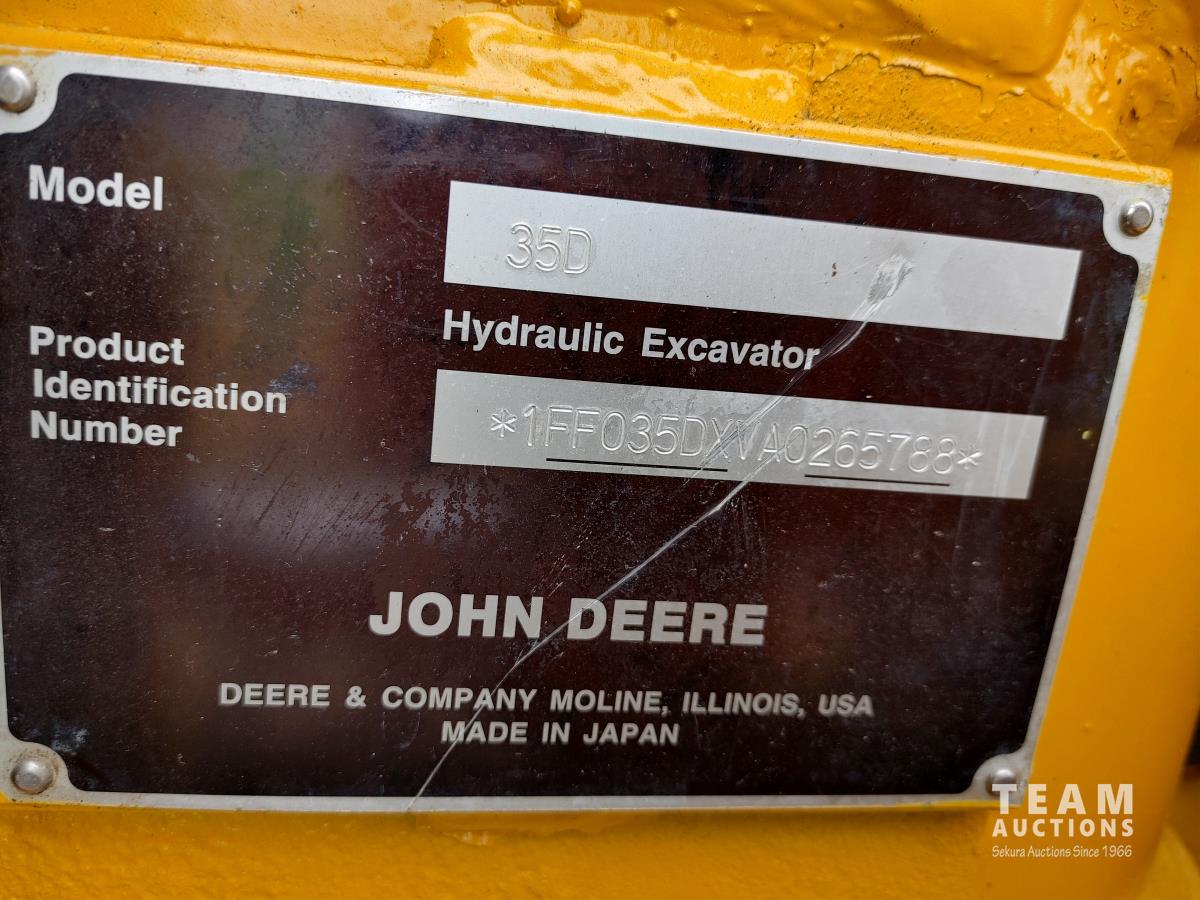 Model
35D
Hydraulic Excavator
Product
Identification
Number
*1FF035DXVA0265788*
JOHN DEERE
DEERE & COMPANY MOLINE, ILLINOIS, USA
MADE IN JAPAN
TEAM
AUCTIONS
Sekura Auctions Since 1966